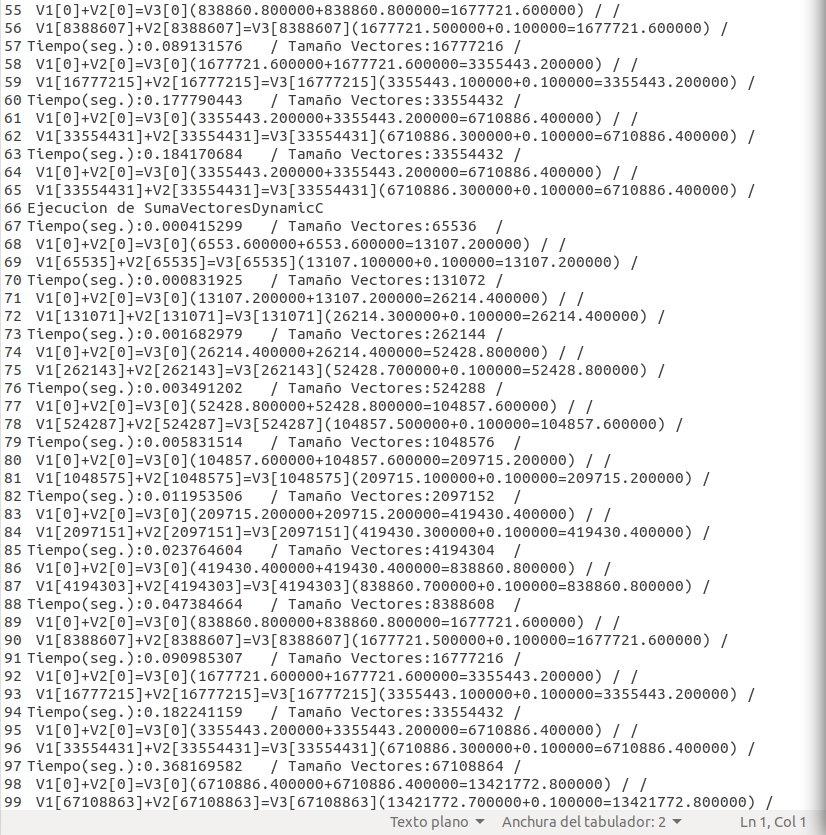 55 V1[0]+V2[0]=V3[0](838860.800000+838860.800000=1677721.600000) / /
56 V1[8388607]+V2[8388607]=V3[8388607](1677721.500000+0.100000=1677721.600000) /
57 Tiempo(seg.):0.089131576 / Tamaño Vectores:16777216 /
58 V1[0]+V2[0]=V3[0](1677721.600000+1677721.600000=3355443.200000) / /
59 V1[16777215]+V2[16777215]=V3[16777215](3355443.100000+0.100000=3355443.200000) /
60 Tiempo(seg.):0.177790443 / Tamaño Vectores:33554432 /
61 V1[0]+V2[0]=V3[0](3355443.200000+3355443.200000=6710886.400000) / /
62 V1[33554431]+V2[33554431]=V3[33554431](6710886.300000+0.100000=6710886.400000) /
63 Tiempo(seg.):0.184170684 / Tamaño Vectores:33554432 /
64 V1[0]+V2[0]=V3[0](3355443.200000+3355443.200000=6710886.400000) / /
65 V1[33554431]+V2[33554431]=V3[33554431](6710886.300000+0.100000=6710886.400000) /
66 Ejecucion de SumaVectoresDynamicC
67 Tiempo(seg.):0.000415299 / Tamaño Vectores:65536 /
68 V1[0]+V2[0]=V3[0](6553.600000+6553.600000=13107.200000) / /
69 V1[65535]+V2[65535]=V3[65535](13107.100000+0.100000=13107.200000) /
70 Tiempo(seg.):0.000831925 / Tamaño Vectores:131072 /
71 V1[0]+V2[0]=V3[0](13107.200000+13107.200000=26214.400000) / /
72 V1[131071]+V2[131071]=V3[131071](26214.300000+0.100000=26214.400000) /
73 Tiempo(seg.):0.001682979 / Tamaño Vectores:262144 /
74 V1[0]+V2[0]=V3[0](26214.400000+26214.400000=52428.800000) / /
75 V1[262143]+V2[262143]=V3[262143](52428.700000+0.100000=52428.800000) /
76 Tiempo(seg.):0.003491202 / Tamaño Vectores:524288 /
77 V1[0]+V2[0]=V3[0](52428.800000+52428.800000=104857.600000) / /
78 V1[524287]+V2[524287]=V3[524287](104857.500000+0.100000=104857.600000) /
79 Tiempo(seg.):0.005831514 / Tamaño Vectores:1048576 /
80 V1[0]+V2[0]=V3[0](104857.600000+104857.600000=209715.200000) / /
81 V1[1048575]+V2[1048575]=V3[1048575](209715.100000+0.100000=209715.200000) /
82 Tiempo(seg.):0.011953506 / Tamaño Vectores:2097152 /
83 V1[0]+V2[0]=V3[0](209715.200000+209715.200000=419430.400000) / /
84 V1[2097151]+V2[2097151]=V3[2097151](419430.300000+0.100000=419430.400000) /
85 Tiempo(seg.):0.023764604 / Tamaño Vectores:4194304 /
86 V1[0]+V2[0]=V3[0](419430.400000+419430.400000=838860.800000) / /
87 V1[4194303]+V2[4194303]=V3[4194303](838860.700000+0.100000=838860.800000) /
88 Tiempo(seg.):0.047384664 / Tamaño Vectores:8388608 /
89 V1[0]+V2[0]=V3[0](838860.800000+838860.800000=1677721.600000) / /
90 V1[8388607]+V2[8388607]=V3[8388607](1677721.500000+0.100000=1677721.600000) /
91 Tiempo(seg.):0.090985307 / Tamaño Vectores:16777216 /
92 V1[0]+V2[0]=V3[0](1677721.600000+1677721.600000=3355443.200000) / /
93 V1[16777215]+V2[16777215]=V3[16777215](3355443.100000+0.100000=3355443.200000) /
94 Tiempo(seg.):0.182241159 / Tamaño Vectores:33554432 /
95 V1[0]+V2[0]=V3[0](3355443.200000+3355443.200000=6710886.400000) / /
96 V1[33554431]+V2[33554431]=V3[33554431](6710886.300000+0.100000=6710886.400000) /
97 Tiempo(seg.):0.368169582 / Tamaño Vectores:67108864 /
98 V1[0]+V2[0]=V3[0](6710886.400000+6710886.400000=13421772.800000) / /
99 V1[67108863]+V2[67108863]=V3[67108863](13421772.700000+0.100000=13421772.800000) /
Texto plano Anchura del tabulador: 2 Ln 1, Col 1